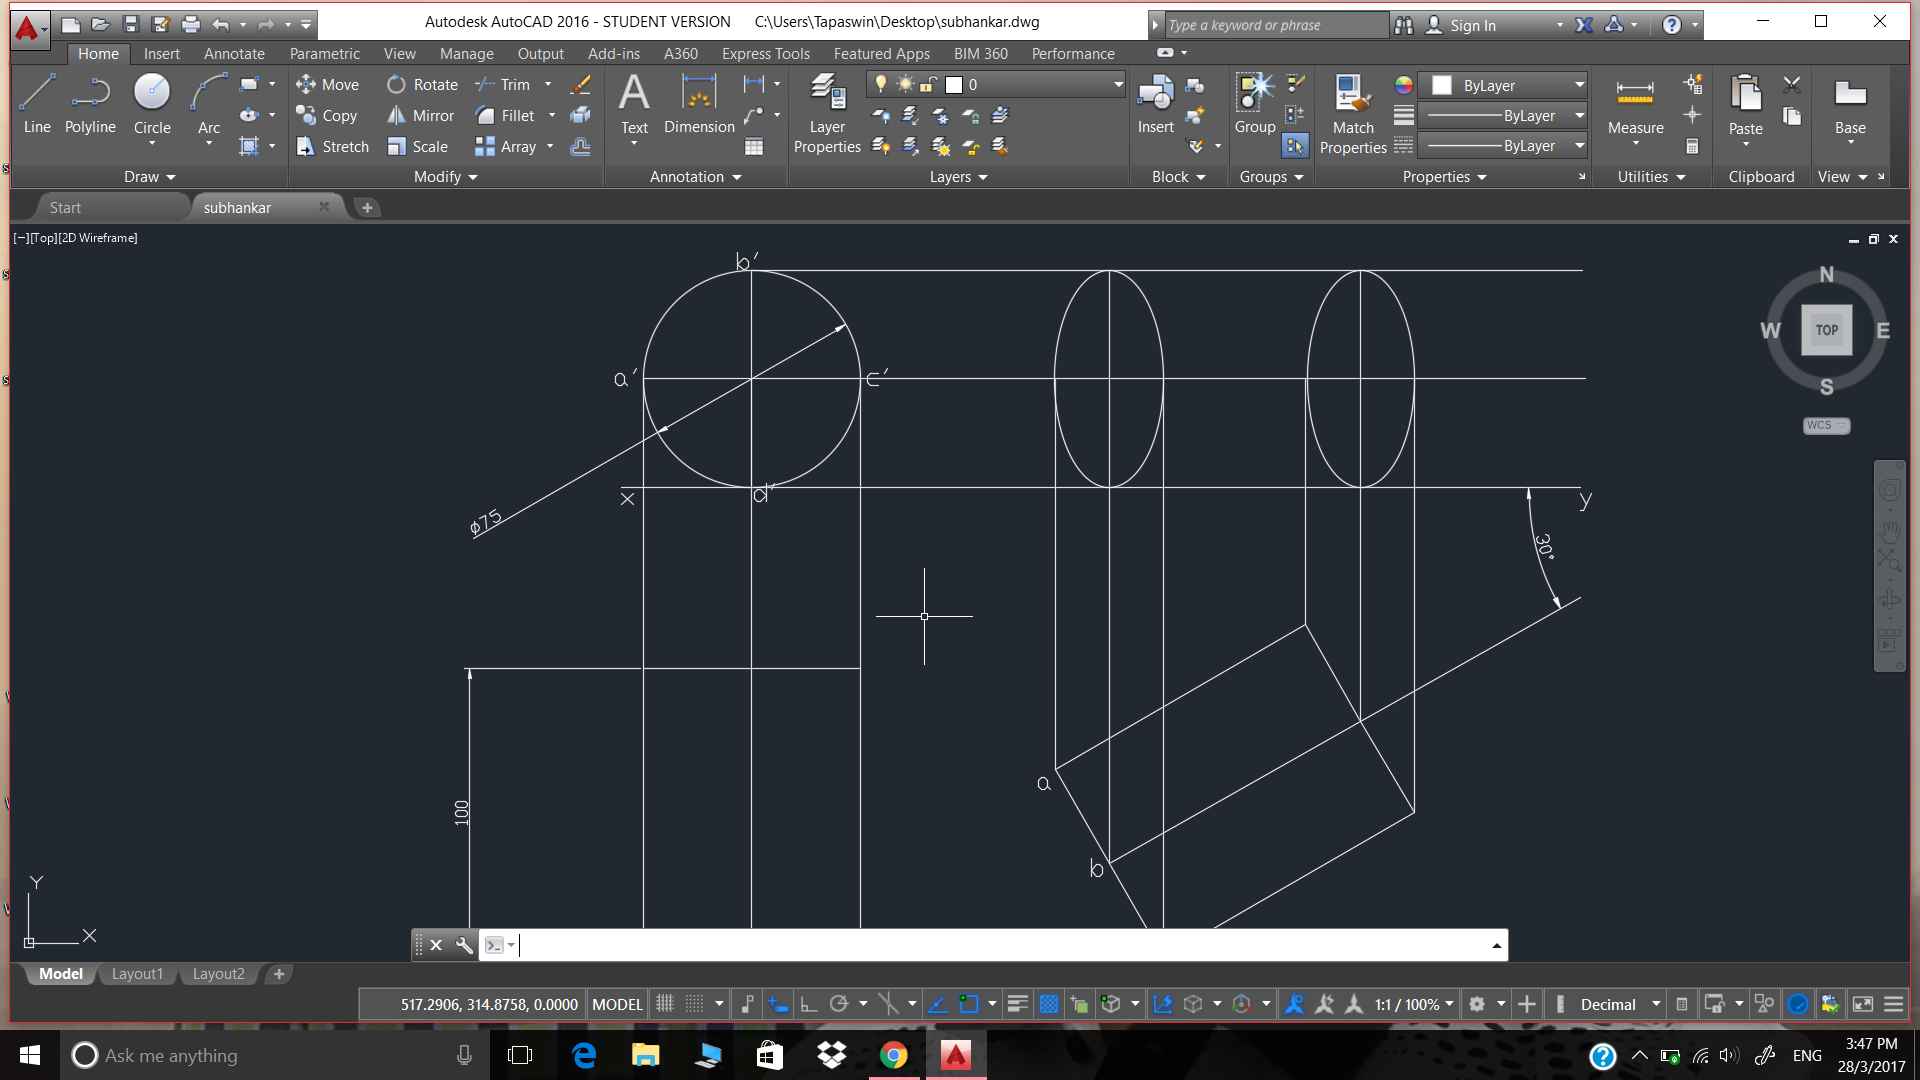 Autodesk AutoCAD 2016 - STUDENT VERSION C:\Users\Tapaswin\Desktop\subhankar.dwg
Type a keyword or phrase
Sign In
Home Insert Annotate Parametric View Manage Output Add-ins A360 Express Tools Featured Apps BIM 360 Performance
Line Polyline Circle Arc
Move Rotate Trim
Copy Mirror Fillet
Stretch Scale Array
Text Dimension
Layer Properties
0
Insert
Group
Match Properties
ByLayer
ByLayer
ByLayer
Measure
Paste
Base
Draw Modify Annotation Layers Block Groups Properties Utilities Clipboard View
Start subhankar
[−][Top][2D Wireframe]
b'
N
W TOP E
S
WCS
a' c'
x d' y
ϕ75
30°
100
a
b
Y
X
Model Layout1 Layout2
517.2906, 314.8758, 0.0000 MODEL 1:1 / 100% Decimal
Ask me anything
ENG
3:47 PM
28/3/2017